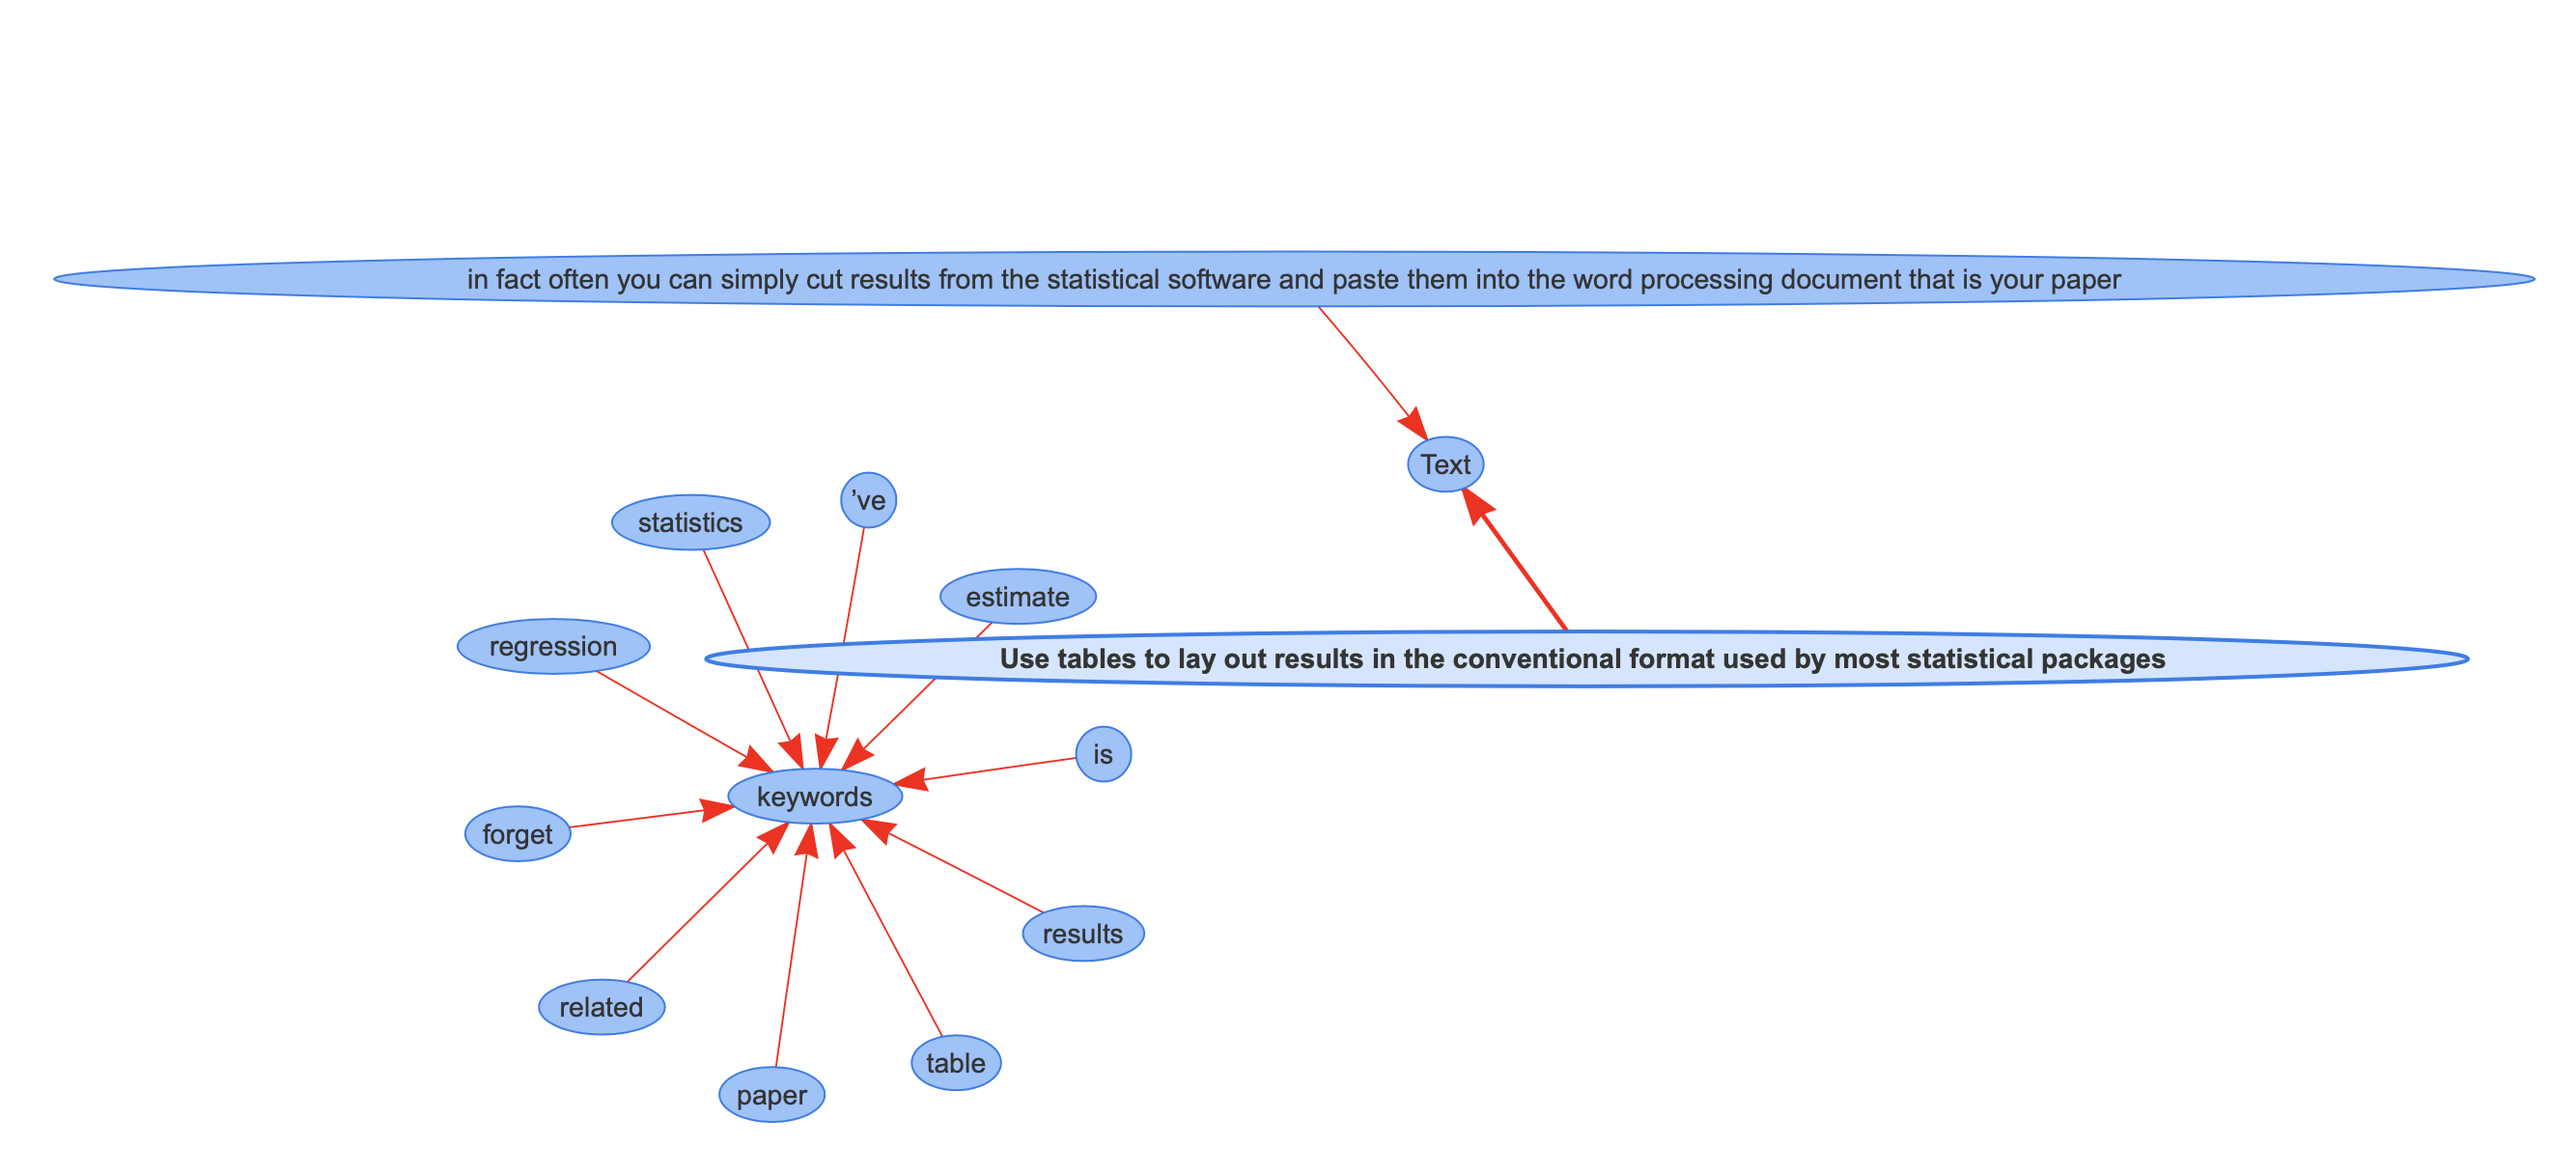 in fact often you can simply cut results from the statistical software and paste them into the word processing document that is your paper
Text
’ve
statistics
estimate
regression
Use tables to lay out results in the conventional format used by most statistical packages
is
keywords
forget
results
related
table
paper